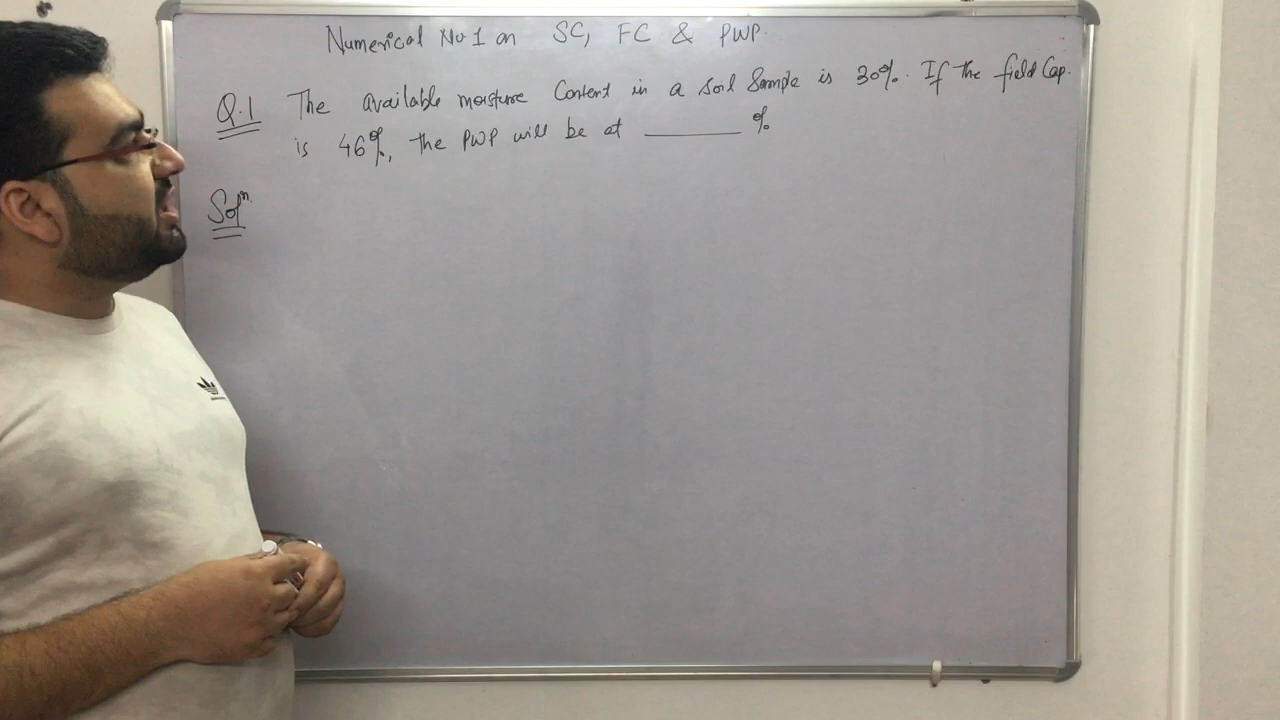 Numerical No 1 on SC, FC & PWP.
Q.1 The available moisture Content in a soil Sample is 30%. If the field Cap.
is 46%, the PWP will be at ______ %
Solⁿ.